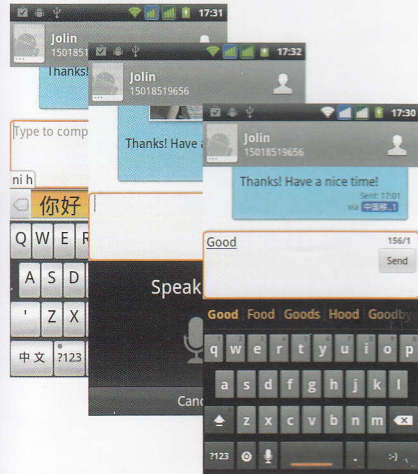 17:31
Jolin
15018519656
Thanks!
Type to comp
ni h
你好
Q W E R
A S D
' Z X
中文 ?123
17:32
Jolin
15018519656
Thanks! Have a
Speak
Canc
17:30
Jolin
15018519656
Thanks! Have a nice time!
Sent: 17:01
via 中国移..1
Good
156/1
Send
Good Food Goods Hood Goodby
q w e r t y u i o p
a s d f g h j k l
z x c v b n m
?123 . :-)